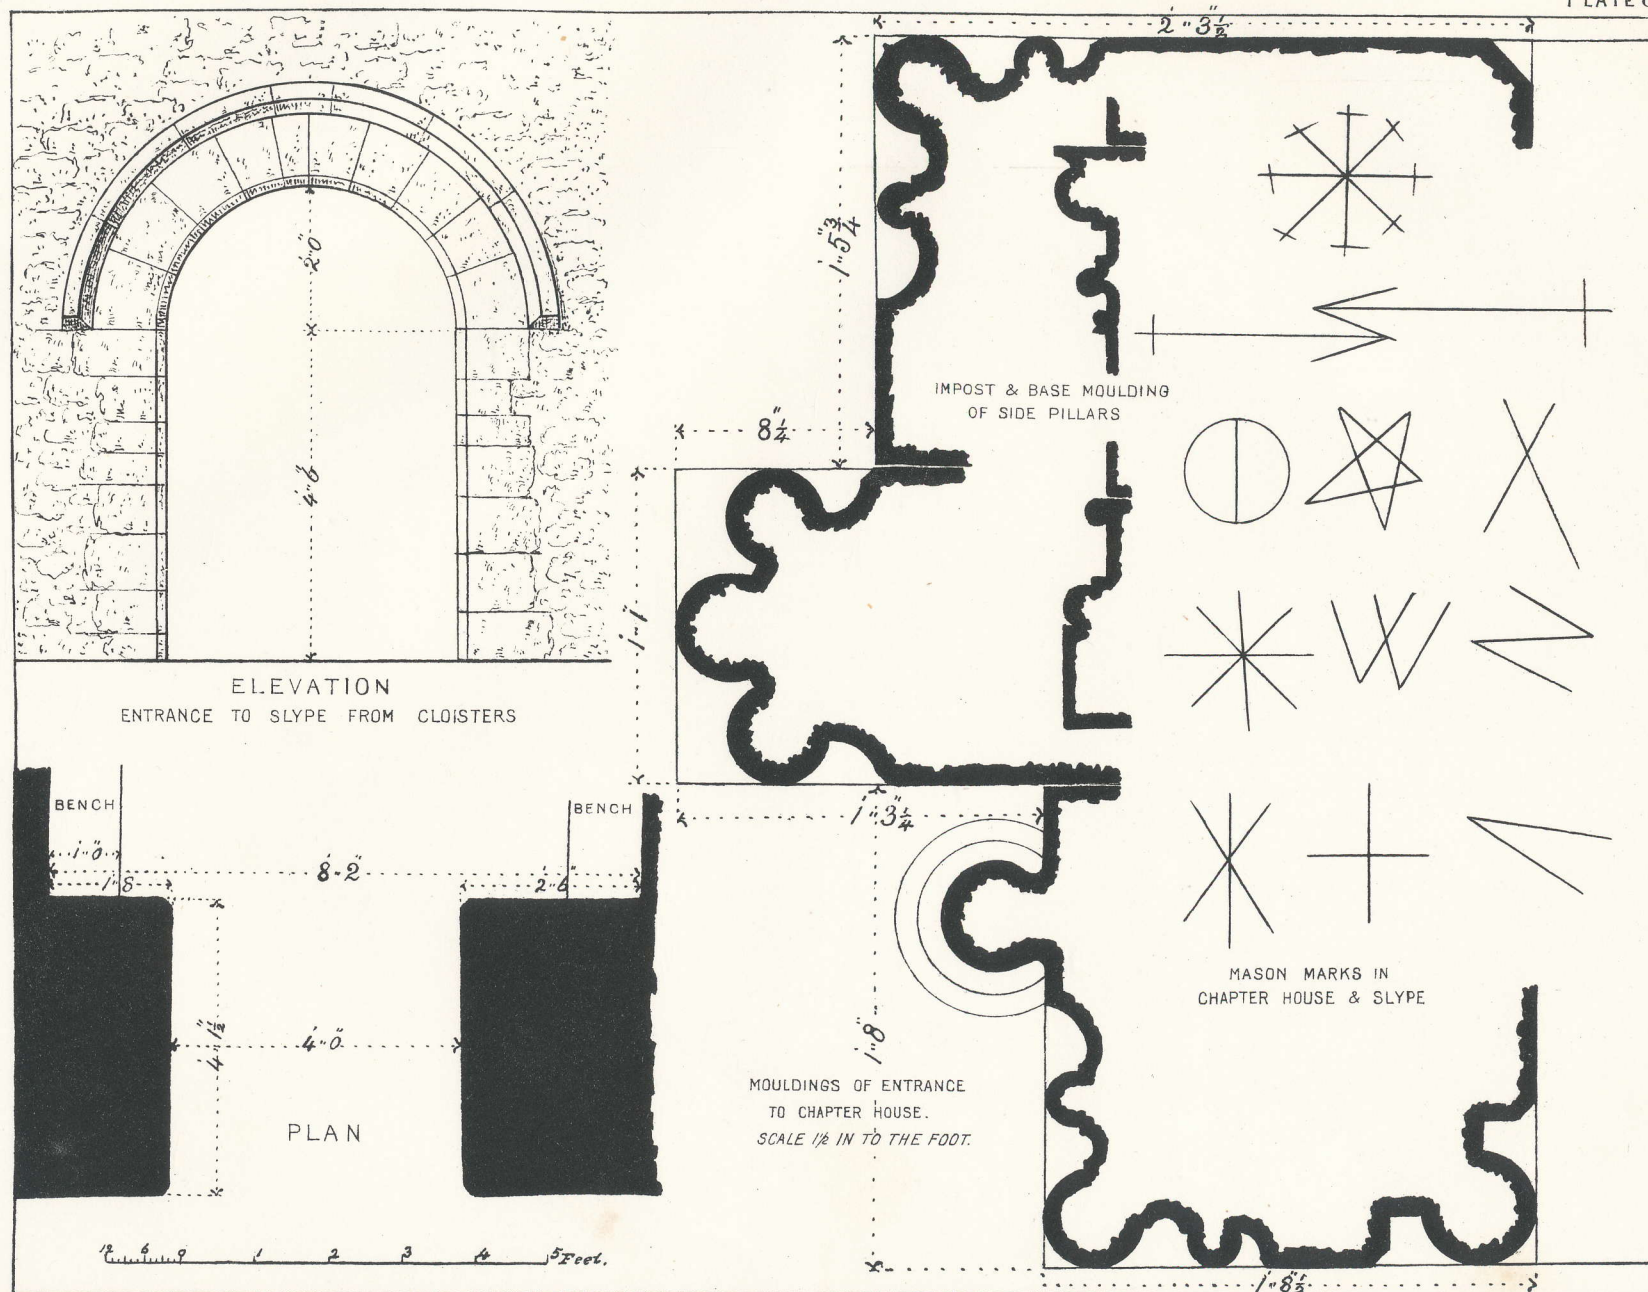 2' 3½"
2'0"
1' 5¾"
IMPOST & BASE MOULDING
OF SIDE PILLARS
8¼"
4'6"
1'-1"
ELEVATION
ENTRANCE TO SLYPE FROM CLOISTERS
BENCH
BENCH
1'-0"
8'-2"
1'-8"
2'-6"
1' 3¼"
4'-1½"
4'-0"
1'-8"
MASON MARKS IN
CHAPTER HOUSE & SLYPE
MOULDINGS OF ENTRANCE
TO CHAPTER HOUSE.
SCALE 1½ IN TO THE FOOT.
PLAN
12 6 0 1 2 3 4 5 Feet.
1'-8½"